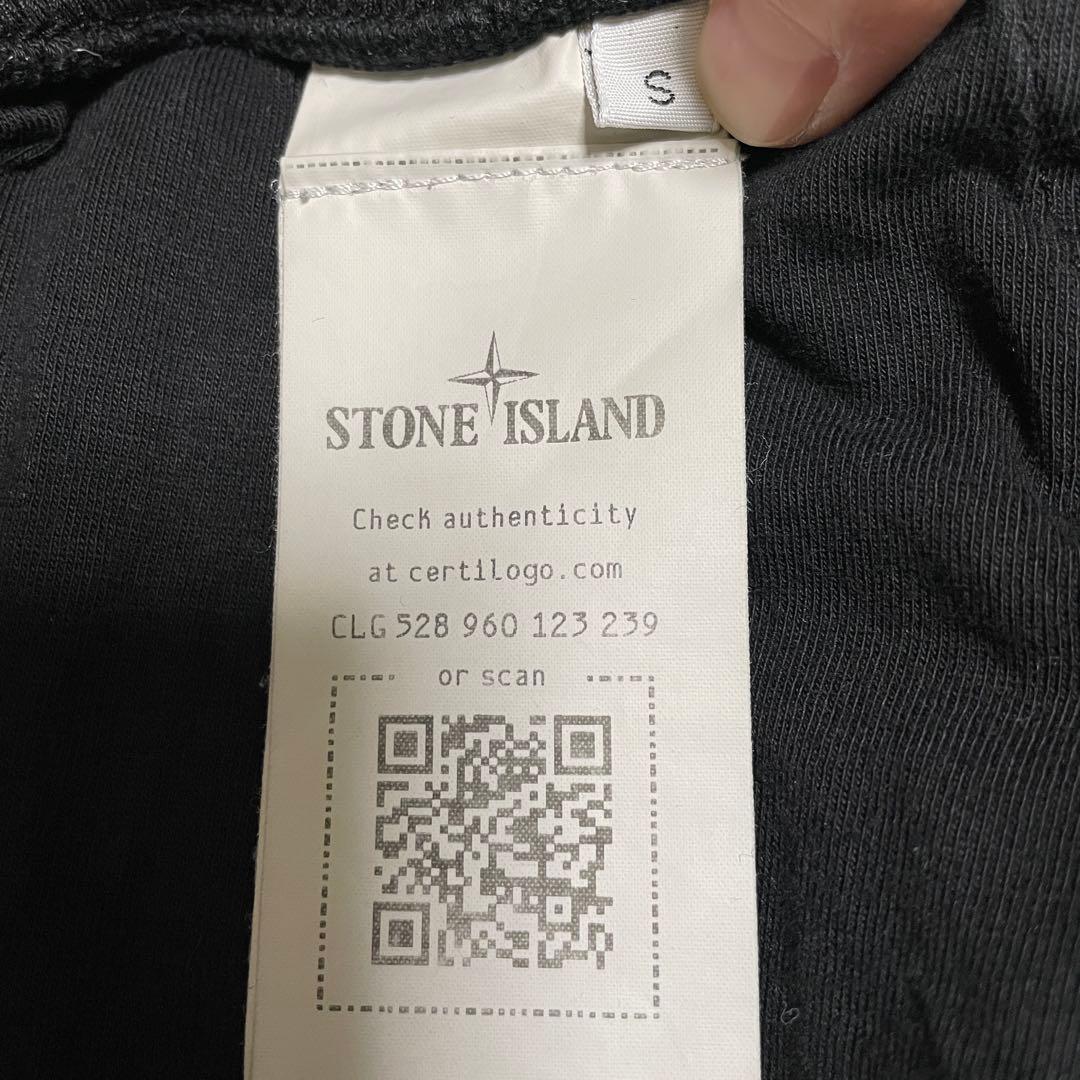 S
STONE ISLAND
Check authenticity
at certilogo.com
CLG 528 960 123 239
or scan